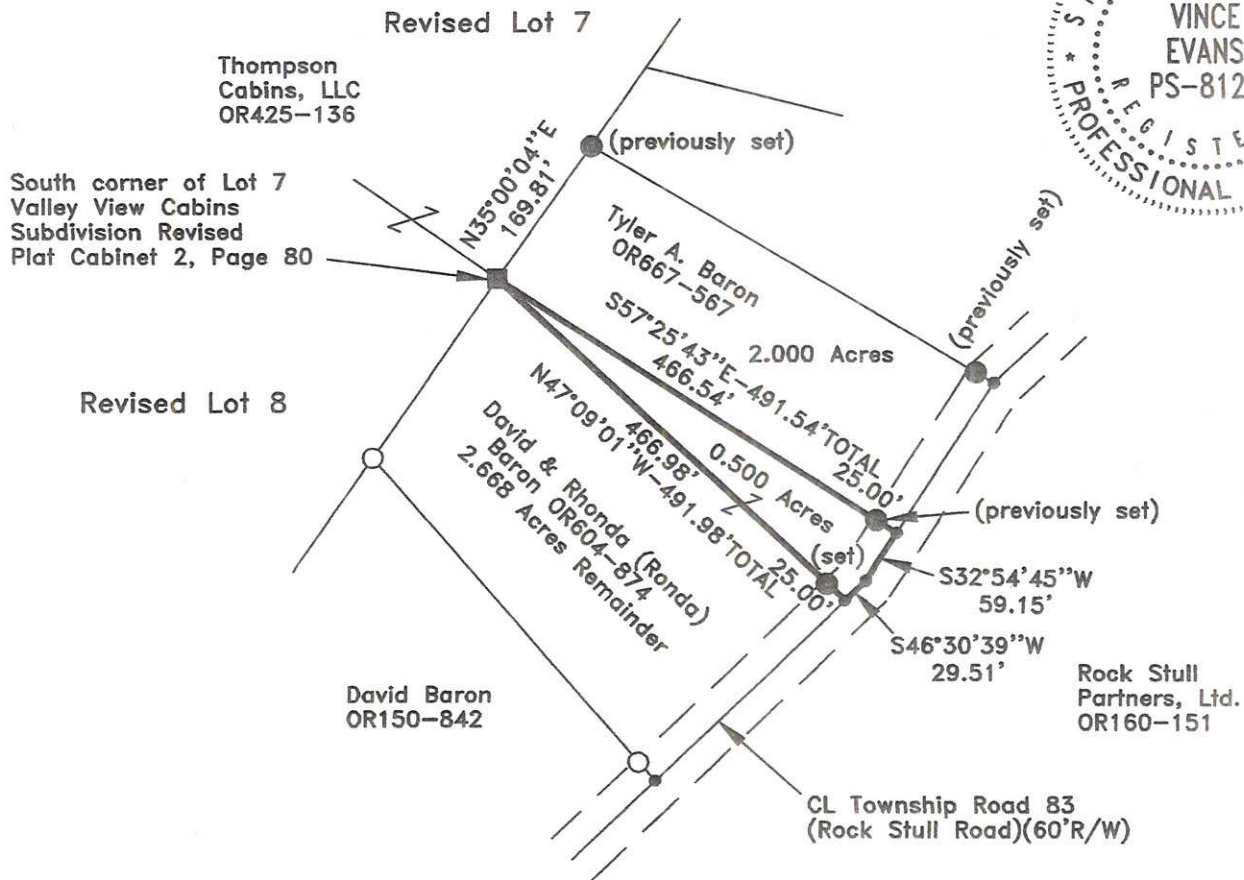 Revised Lot 7
VINCE
EVANS
PS-812
REGISTE
PROFESSIONAL
Thompson
Cabins, LLC
OR425-136
(previously set)
N35°00'04''E
169.81'
South corner of Lot 7
Valley View Cabins
Subdivision Revised
Plat Cabinet 2, Page 80
Tyler A. Baron
OR667-567
(previously set)
2.000 Acres
S57°25'43''E-491.54'TOTAL
466.54'
25.00'
Revised Lot 8
0.500 Acres
466.98'
N47°09'01''W-491.98'TOTAL
25.00'
(set)
(previously set)
David & Rhonda (Ronda)
Baron OR604-874
2.668 Acres Remainder
S32°54'45''W
59.15'
S46°30'39''W
29.51'
Rock Stull
Partners, Ltd.
OR160-151
David Baron
OR150-842
CL Township Road 83
(Rock Stull Road)(60'R/W)